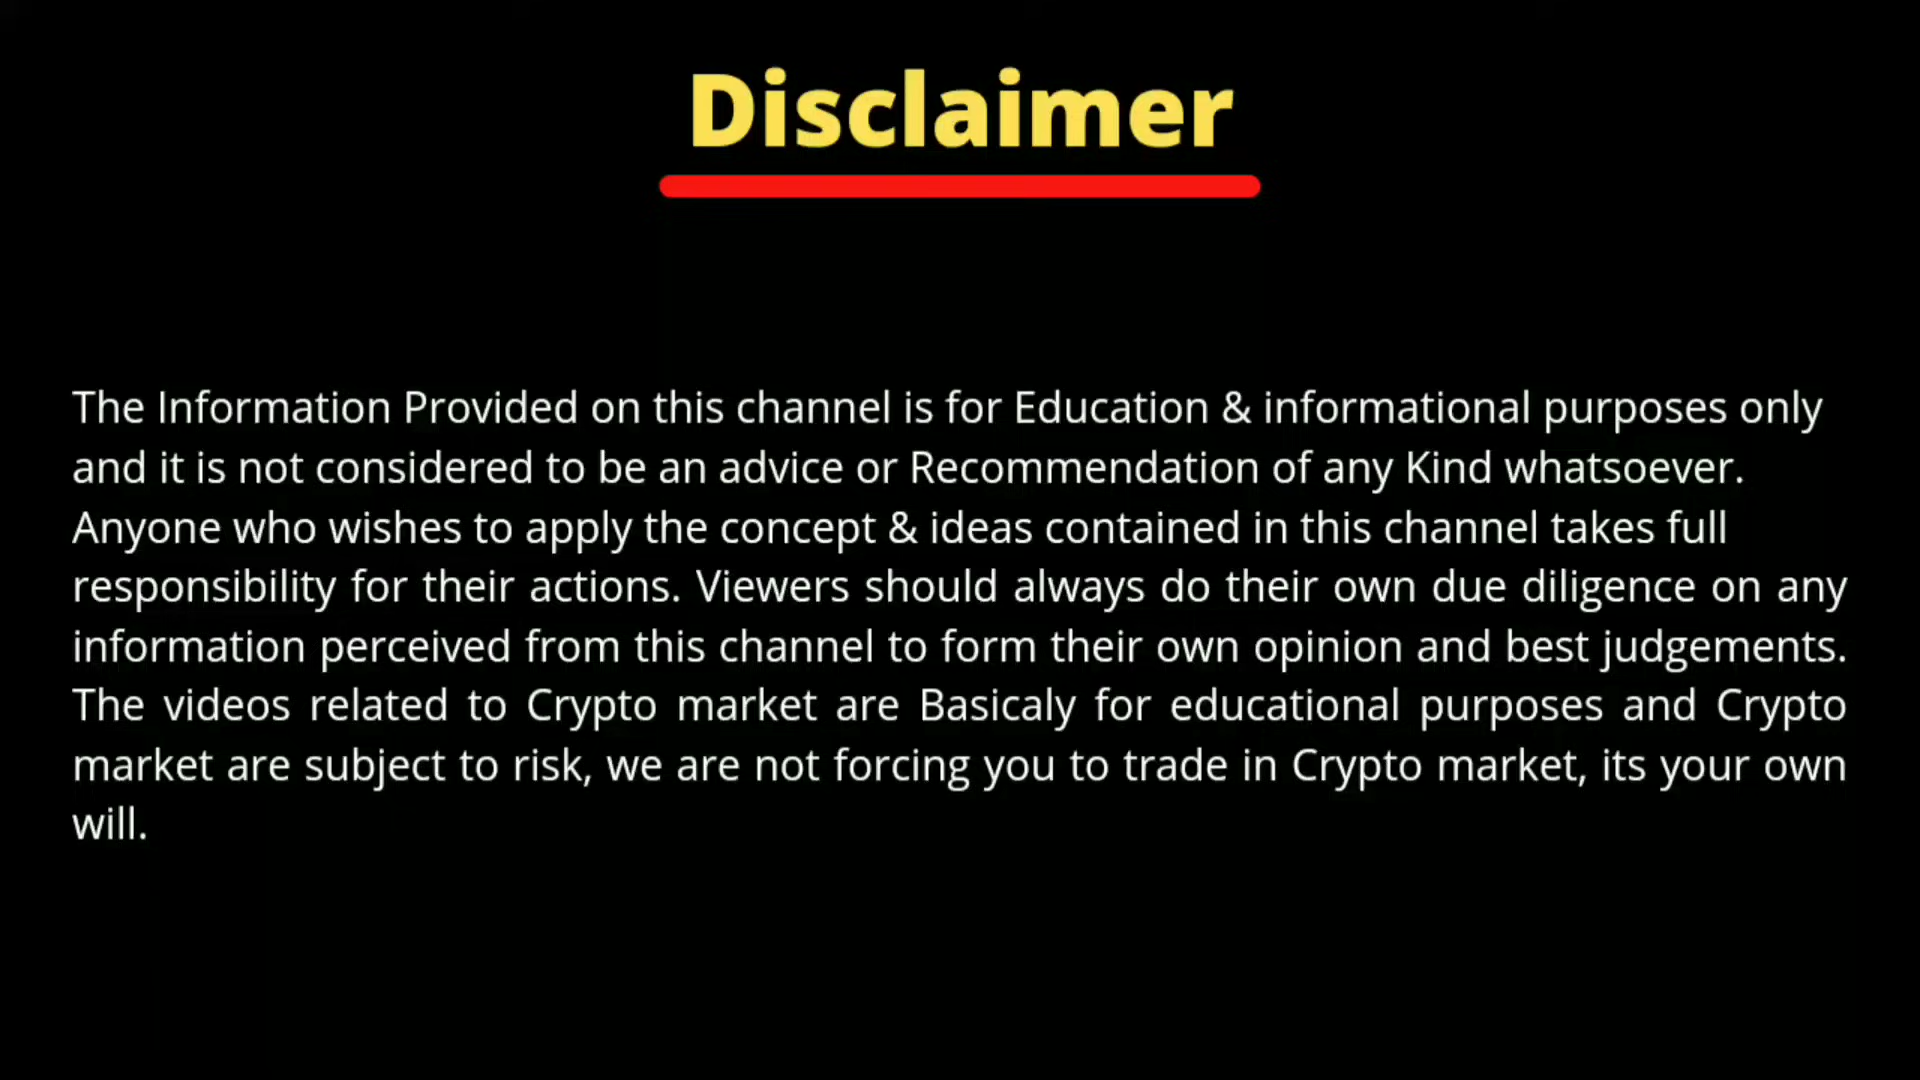 Disclaimer
The Information Provided on this channel is for Education & informational purposes only
and it is not considered to be an advice or Recommendation of any Kind whatsoever.
Anyone who wishes to apply the concept & ideas contained in this channel takes full
responsibility for their actions. Viewers should always do their own due diligence on any
information perceived from this channel to form their own opinion and best judgements.
The videos related to Crypto market are Basicaly for educational purposes and Crypto
market are subject to risk, we are not forcing you to trade in Crypto market, its your own
will.